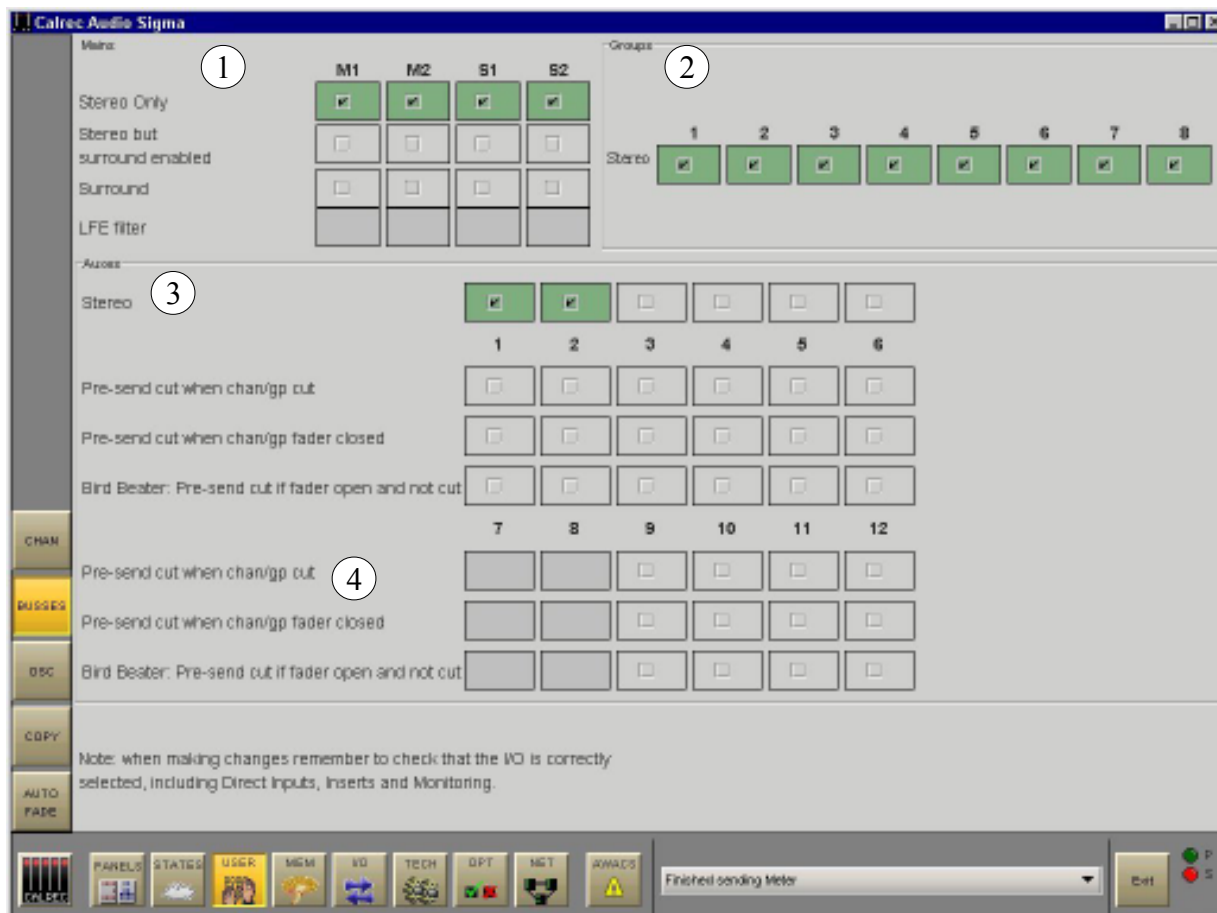 Calrec Audio Sigma
Mains
1
M1 M2 S1 S2
Stereo Only
Stereo but
surround enabled
Surround
LFE filter
Groups
2
1 2 3 4 5 6 7 8
Stereo
Auxes
Stereo
3
1 2 3 4 5 6
Pre-send cut when chan/gp cut
Pre-send cut when chan/gp fader closed
Bird Beater: Pre-send cut if fader open and not cut
7 8 9 10 11 12
Pre-send cut when chan/gp cut
4
Pre-send cut when chan/gp fader closed
Bird Beater: Pre-send cut if fader open and not cut
Note: when making changes remember to check that the I/O is correctly
selected, including Direct Inputs, Inserts and Monitoring.
CHAN
BUSSES
OSC
COPY
AUTO
FADE
CALREC
PANELS
STATES
USER
MEM
I/O
TECH
OPT
NET
AWACS
Finished sending Meter
Exit
P
S